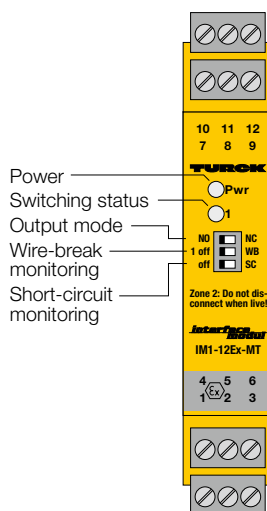 10 11 12
7 8 9
TURCK
Power
Pwr
Switching status
1
Output mode
NO NC
Wire-break
monitoring
1 off WB
off SC
Short-circuit
monitoring
Zone 2: Do not dis-
connect when live!
interface
modul
IM1-12Ex-MT
4 5 6
Ex
1 2 3